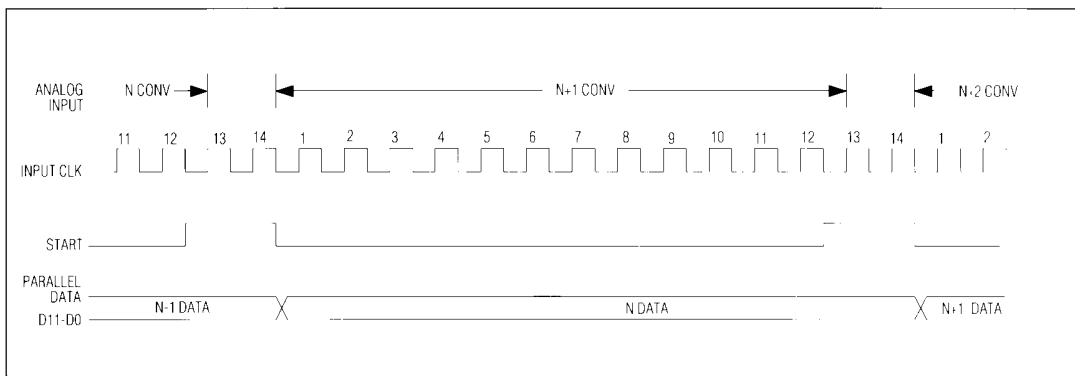 ANALOG INPUT
N CONV
N+1 CONV
N+2 CONV
11 12 13 14 1 2 3 4 5 6 7 8 9 10 11 12 13 14 1 2
INPUT CLK
START
PARALLEL DATA
D11-D0
N-1 DATA
N DATA
N+1 DATA